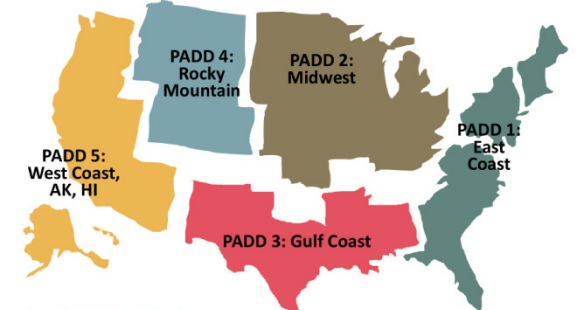 PADD 4:
Rocky
Mountain
PADD 2:
Midwest
PADD 1:
East
Coast
PADD 5:
West Coast,
AK, HI
PADD 3: Gulf Coast